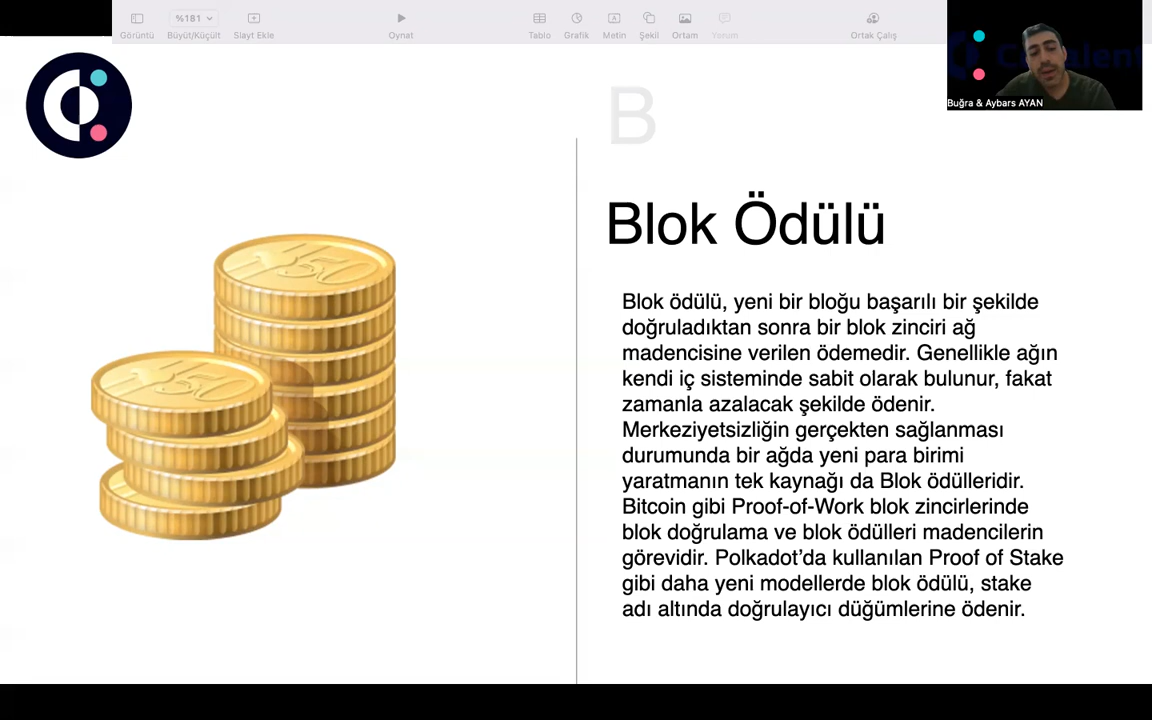 %181
Görüntü
Büyüt/Küçült
Slayt Ekle
Oynat
Tablo
Grafik
Metin
Şekil
Ortam
Yorum
Ortak Çalış
Buğra & Aybars AYAN
B
Blok Ödülü
Blok ödülü, yeni bir bloğu başarılı bir şekilde
doğruladıktan sonra bir blok zinciri ağ
madencisine verilen ödemedir. Genellikle ağın
kendi iç sisteminde sabit olarak bulunur, fakat
zamanla azalacak şekilde ödenir.
Merkeziyetsizliğin gerçekten sağlanması
durumunda bir ağda yeni para birimi
yaratmanın tek kaynağı da Blok ödülleridir.
Bitcoin gibi Proof-of-Work blok zincirlerinde
blok doğrulama ve blok ödülleri madencilerin
görevidir. Polkadot’da kullanılan Proof of Stake
gibi daha yeni modellerde blok ödülü, stake
adı altında doğrulayıcı düğümlerine ödenir.
50
50